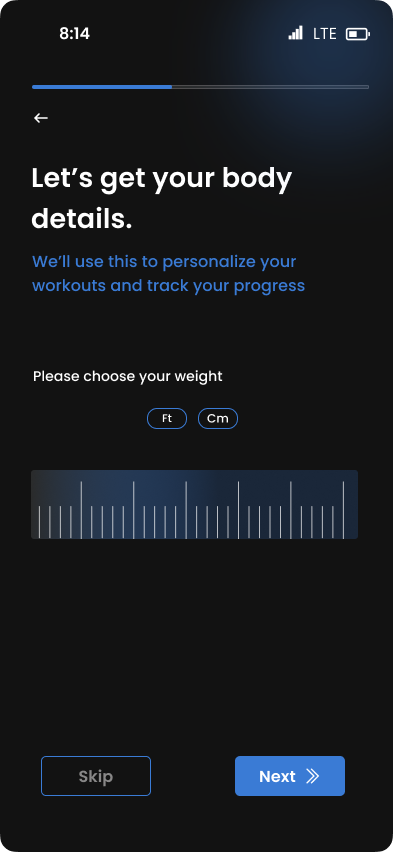 8:14
LTE
Let’s get your body
details.
We’ll use this to personalize your
workouts and track your progress
Please choose your weight
Ft
Cm
Skip
Next